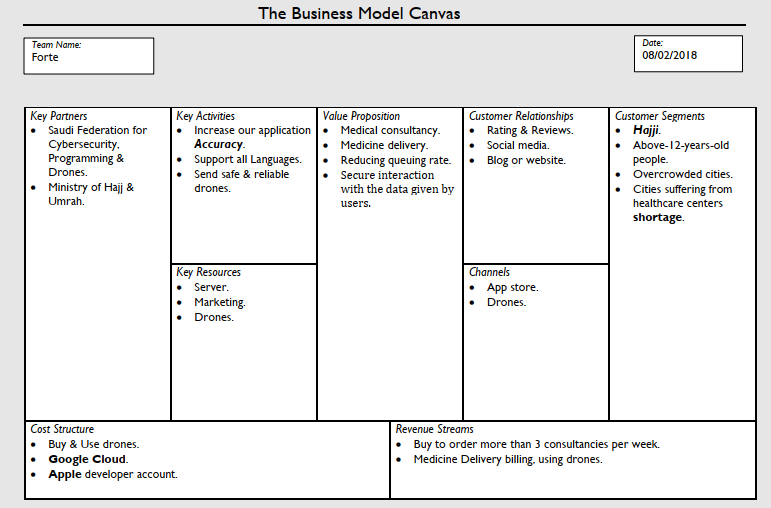 The Business Model Canvas
Team Name:
Forte
Date:
08/02/2018
Key Partners
• Saudi Federation for
Cybersecurity,
Programming &
Drones.
• Ministry of Hajj &
Umrah.
Key Activities
• Increase our application
Accuracy.
• Support all Languages.
• Send safe & reliable
drones.
Key Resources
• Server.
• Marketing.
• Drones.
Value Proposition
• Medical consultancy.
• Medicine delivery.
• Reducing queuing rate.
• Secure interaction
with the data given by
users.
Customer Relationships
• Rating & Reviews.
• Social media.
• Blog or website.
Channels
• App store.
• Drones.
Customer Segments
• Hajji.
• Above-12-years-old
people.
• Overcrowded cities.
• Cities suffering from
healthcare centers
shortage.
Cost Structure
• Buy & Use drones.
• Google Cloud.
• Apple developer account.
Revenue Streams
• Buy to order more than 3 consultancies per week.
• Medicine Delivery billing, using drones.